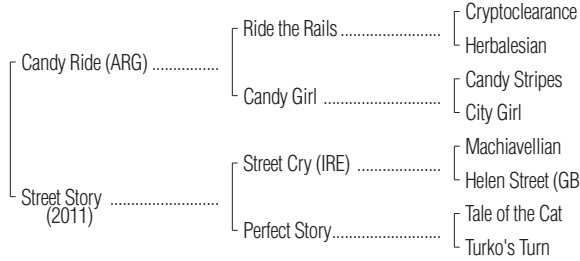 Cryptoclearance
Ride the Rails
Herbalesian
Candy Ride (ARG)
Candy Stripes
Candy Girl
City Girl
Machiavellian
Street Cry (IRE)
Helen Street (GB
Street Story
(2011)
Tale of the Cat
Perfect Story
Turko's Turn